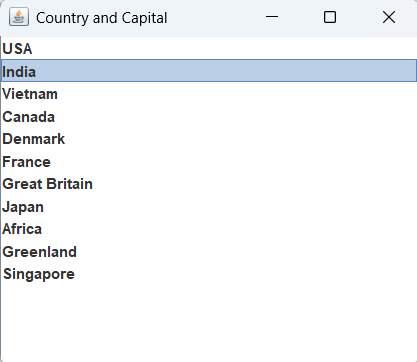 Country and Capital
USA
India
Vietnam
Canada
Denmark
France
Great Britain
Japan
Africa
Greenland
Singapore